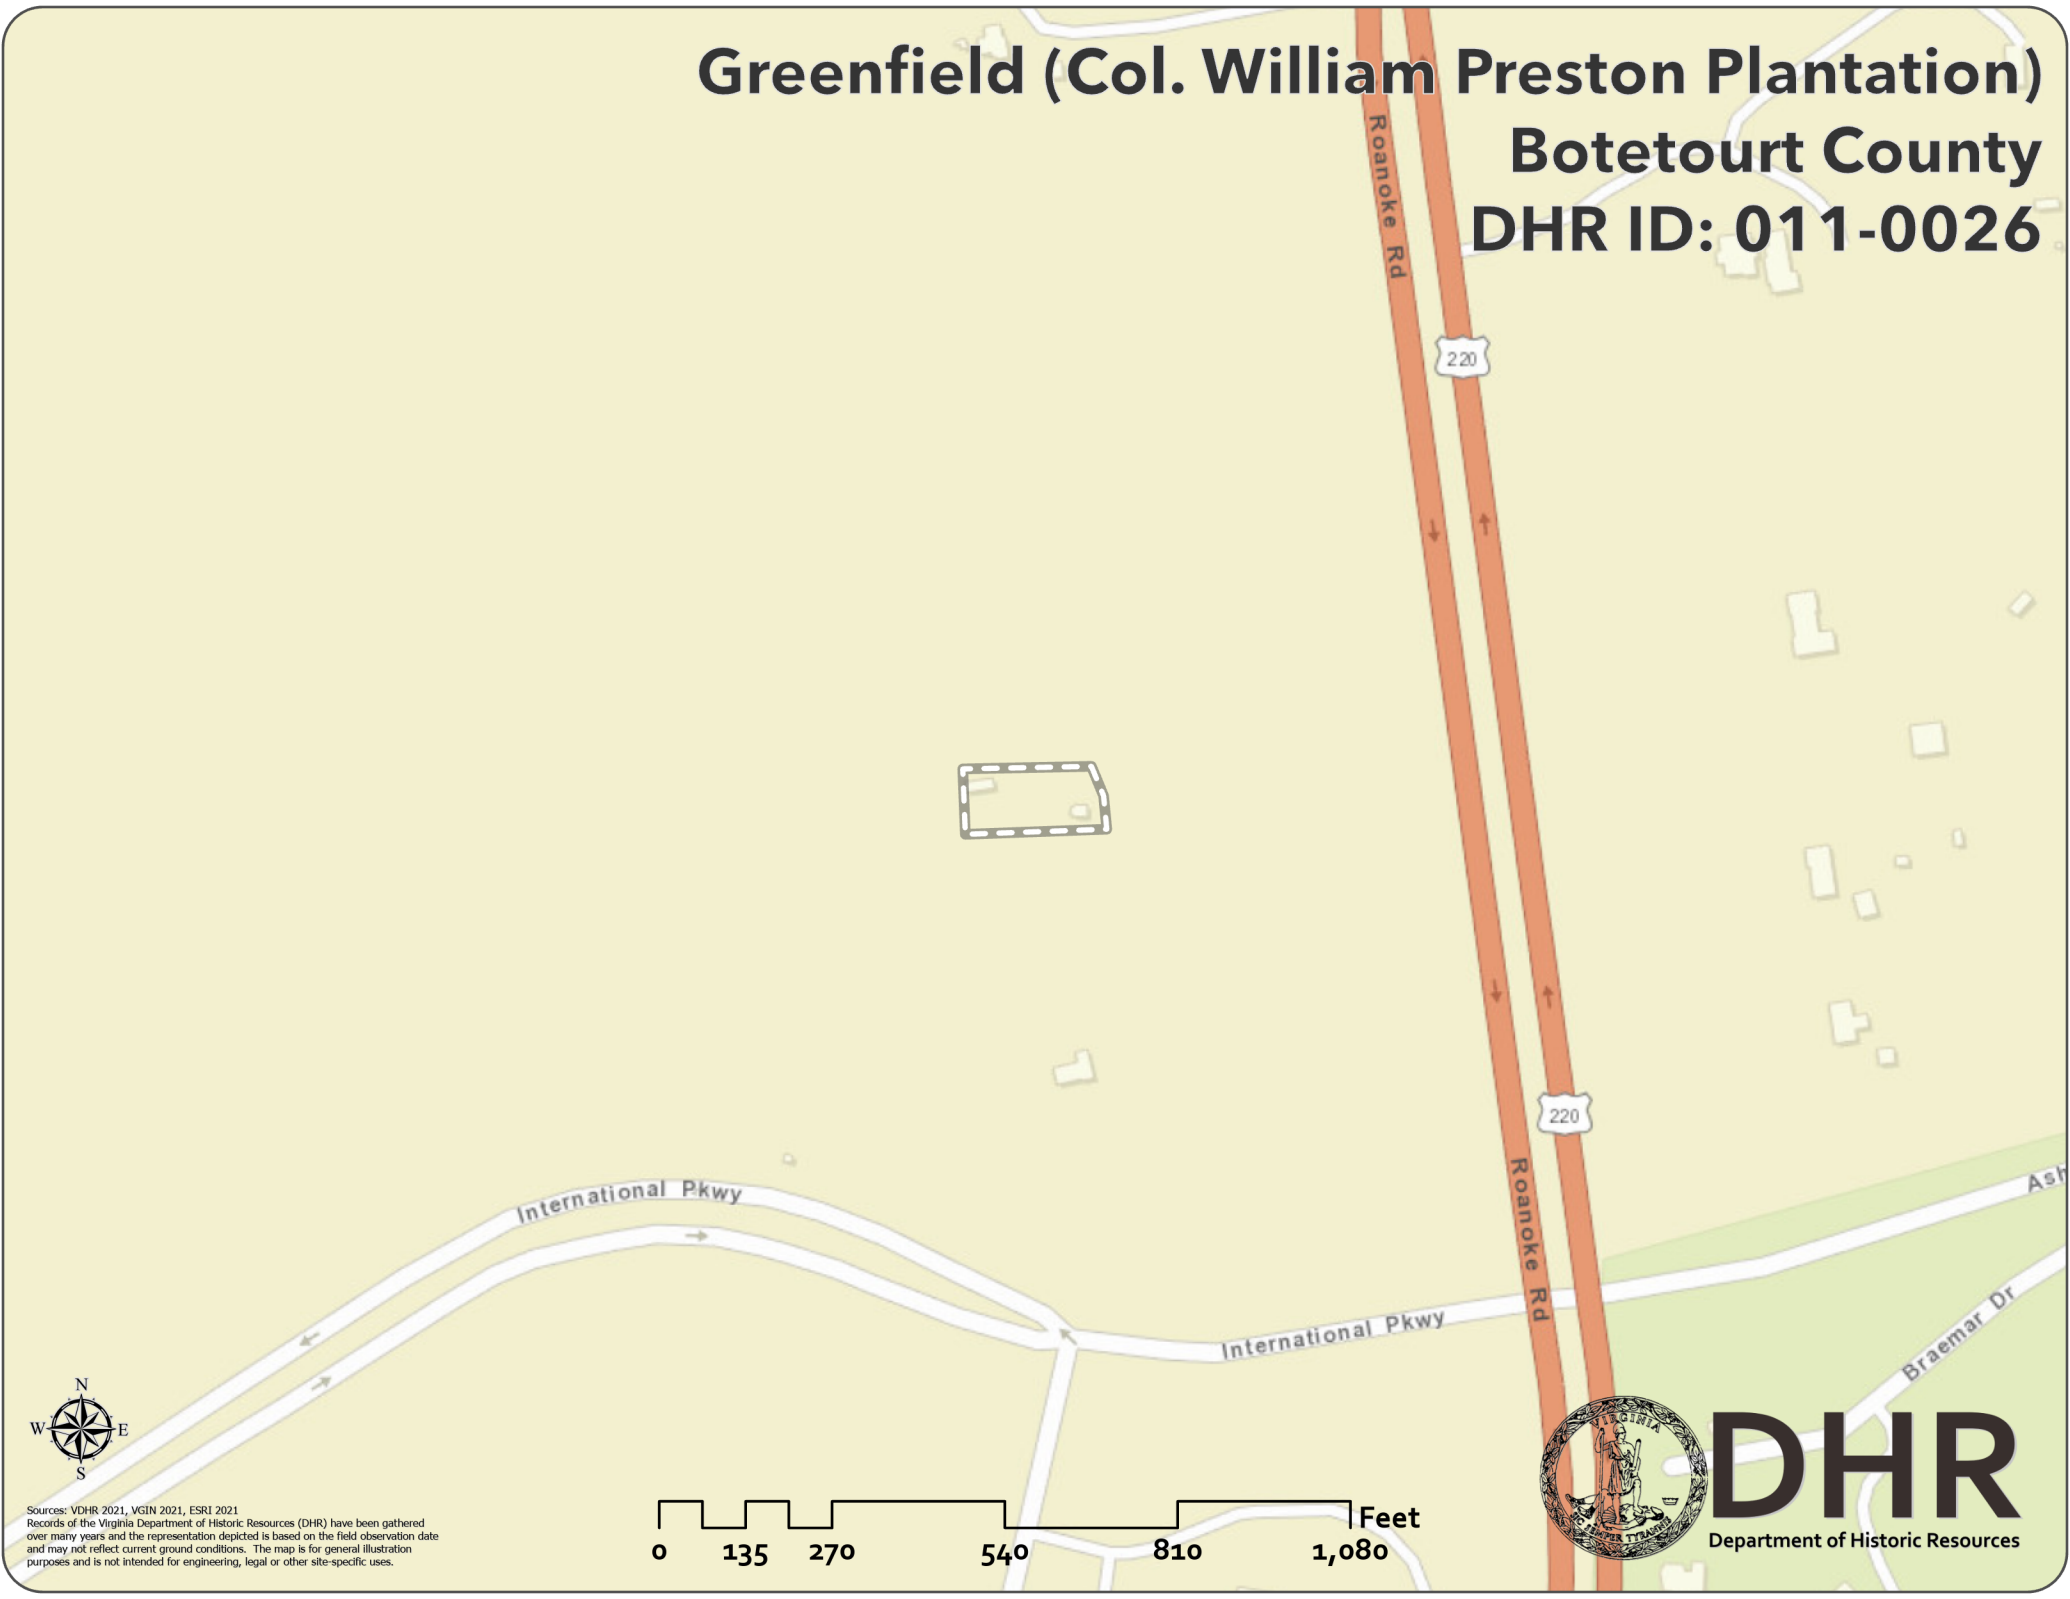 Greenfield (Col. William Preston Plantation)
Botetourt County
DHR ID: 011-0026
Roanoke Rd
220
220
Roanoke Rd
International Pkwy
International Pkwy
Ash
Braemar Dr
N
W E
S
Sources: VDHR 2021, VGIN 2021, ESRI 2021
Records of the Virginia Department of Historic Resources (DHR) have been gathered
over many years and the representation depicted is based on the field observation date
and may not reflect current ground conditions. The map is for general illustration
purposes and is not intended for engineering, legal or other site-specific uses.
Feet
0 135 270 540 810 1,080
VIRGINIA
SIC SEMPER TYRANNIS
DHR
Department of Historic Resources